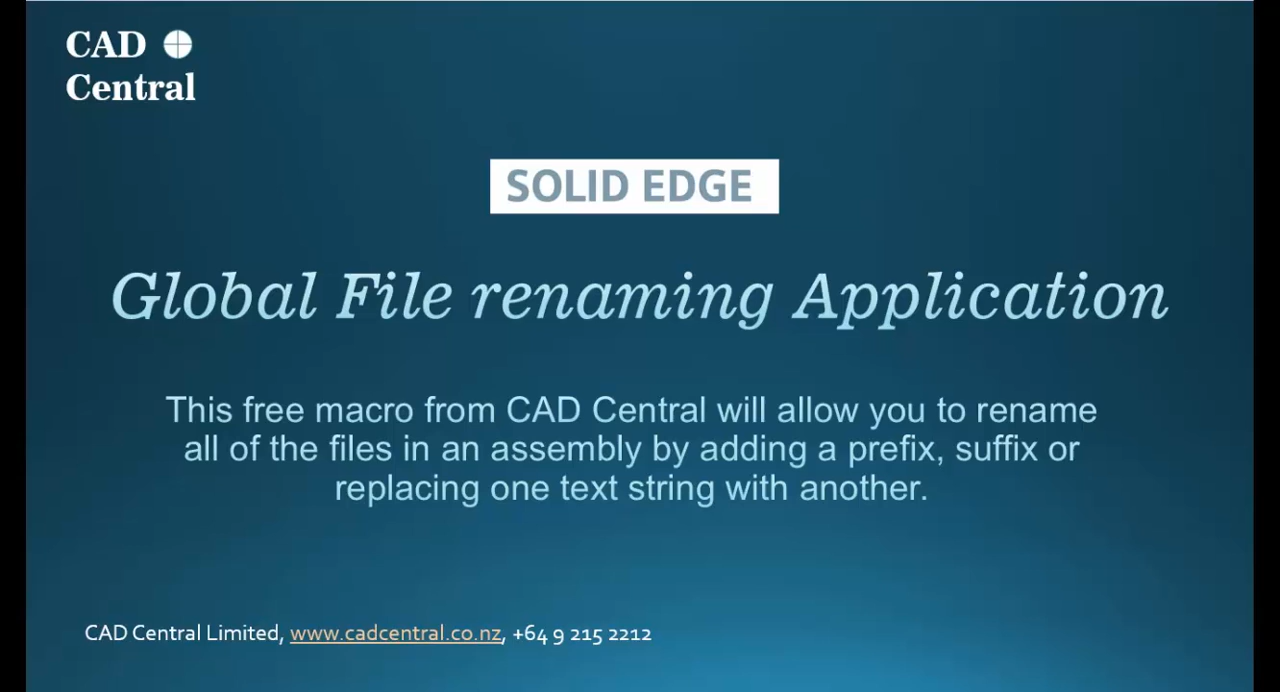 CAD
Central
SOLID EDGE
Global File renaming Application
This free macro from CAD Central will allow you to rename
all of the files in an assembly by adding a prefix, suffix or
replacing one text string with another.
CAD Central Limited, www.cadcentral.co.nz, +64 9 215 2212